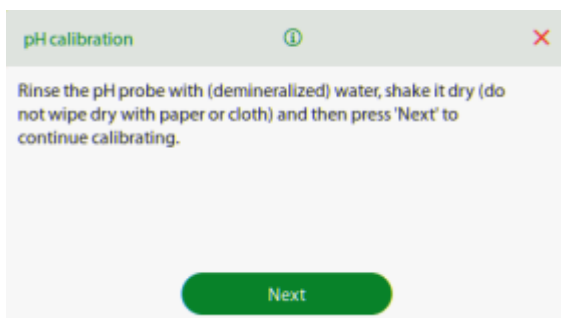 pH calibration
Rinse the pH probe with (demineralized) water, shake it dry (do
not wipe dry with paper or cloth) and then press 'Next' to
continue calibrating.
Next